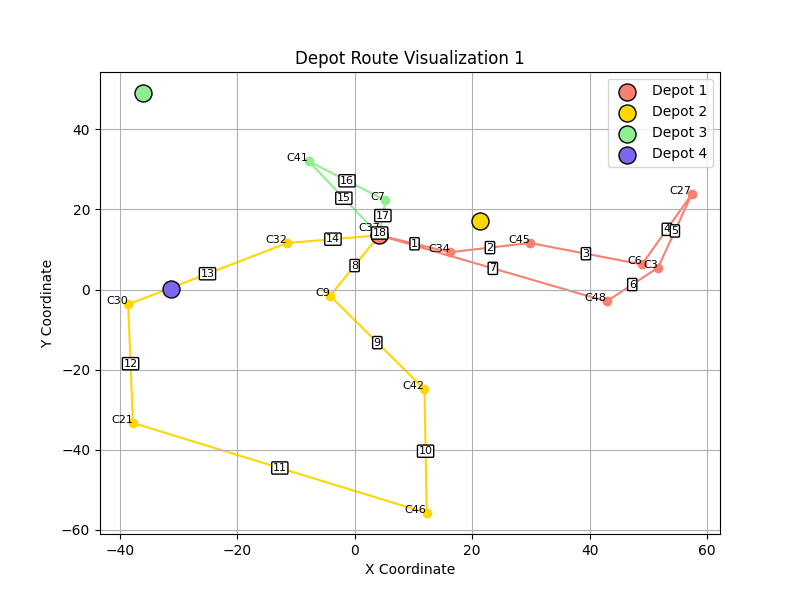 Depot Route Visualization 1
Depot 1
Depot 2
Depot 3
Depot 4
40
20
0
−20
−40
−60
Y Coordinate
C41
16
15
C7
17
C37
18
C27
4
5
C32
14
8
1
C34
2
C45
3
C6
C3
13
7
6
C30
C9
C48
12
9
C42
C21
10
11
C46
−40
−20
0
20
40
60
X Coordinate